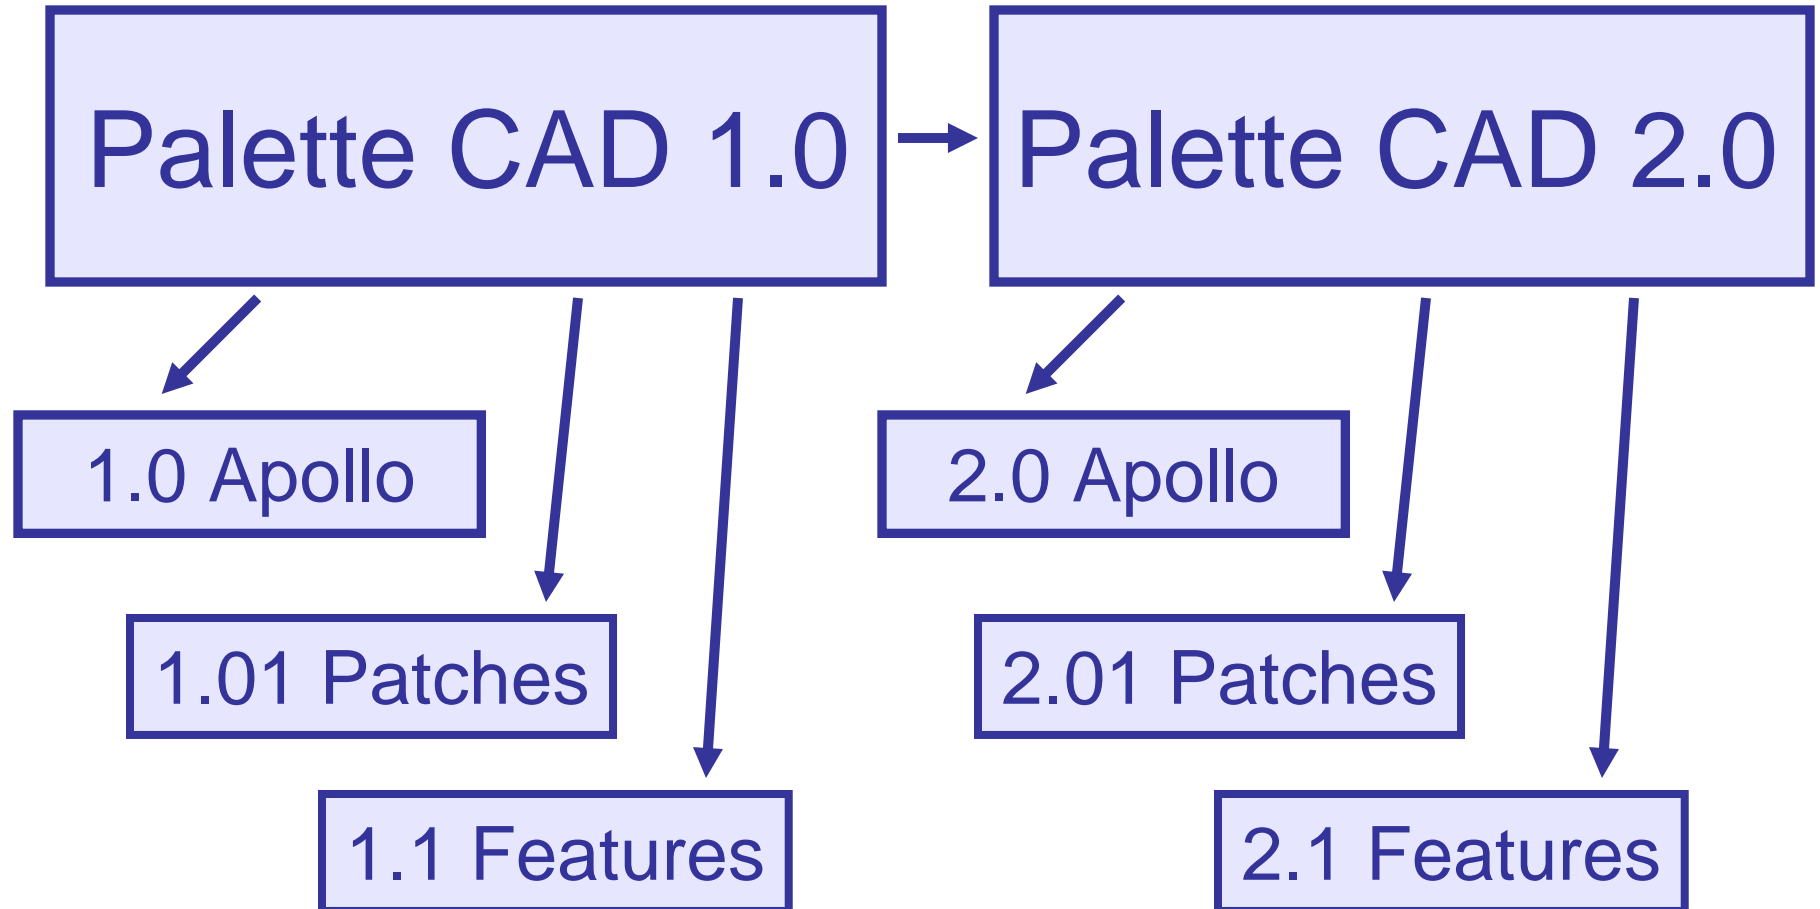 Palette CAD 1.0
Palette CAD 2.0
1.0 Apollo
2.0 Apollo
1.01 Patches
2.01 Patches
1.1 Features
2.1 Features